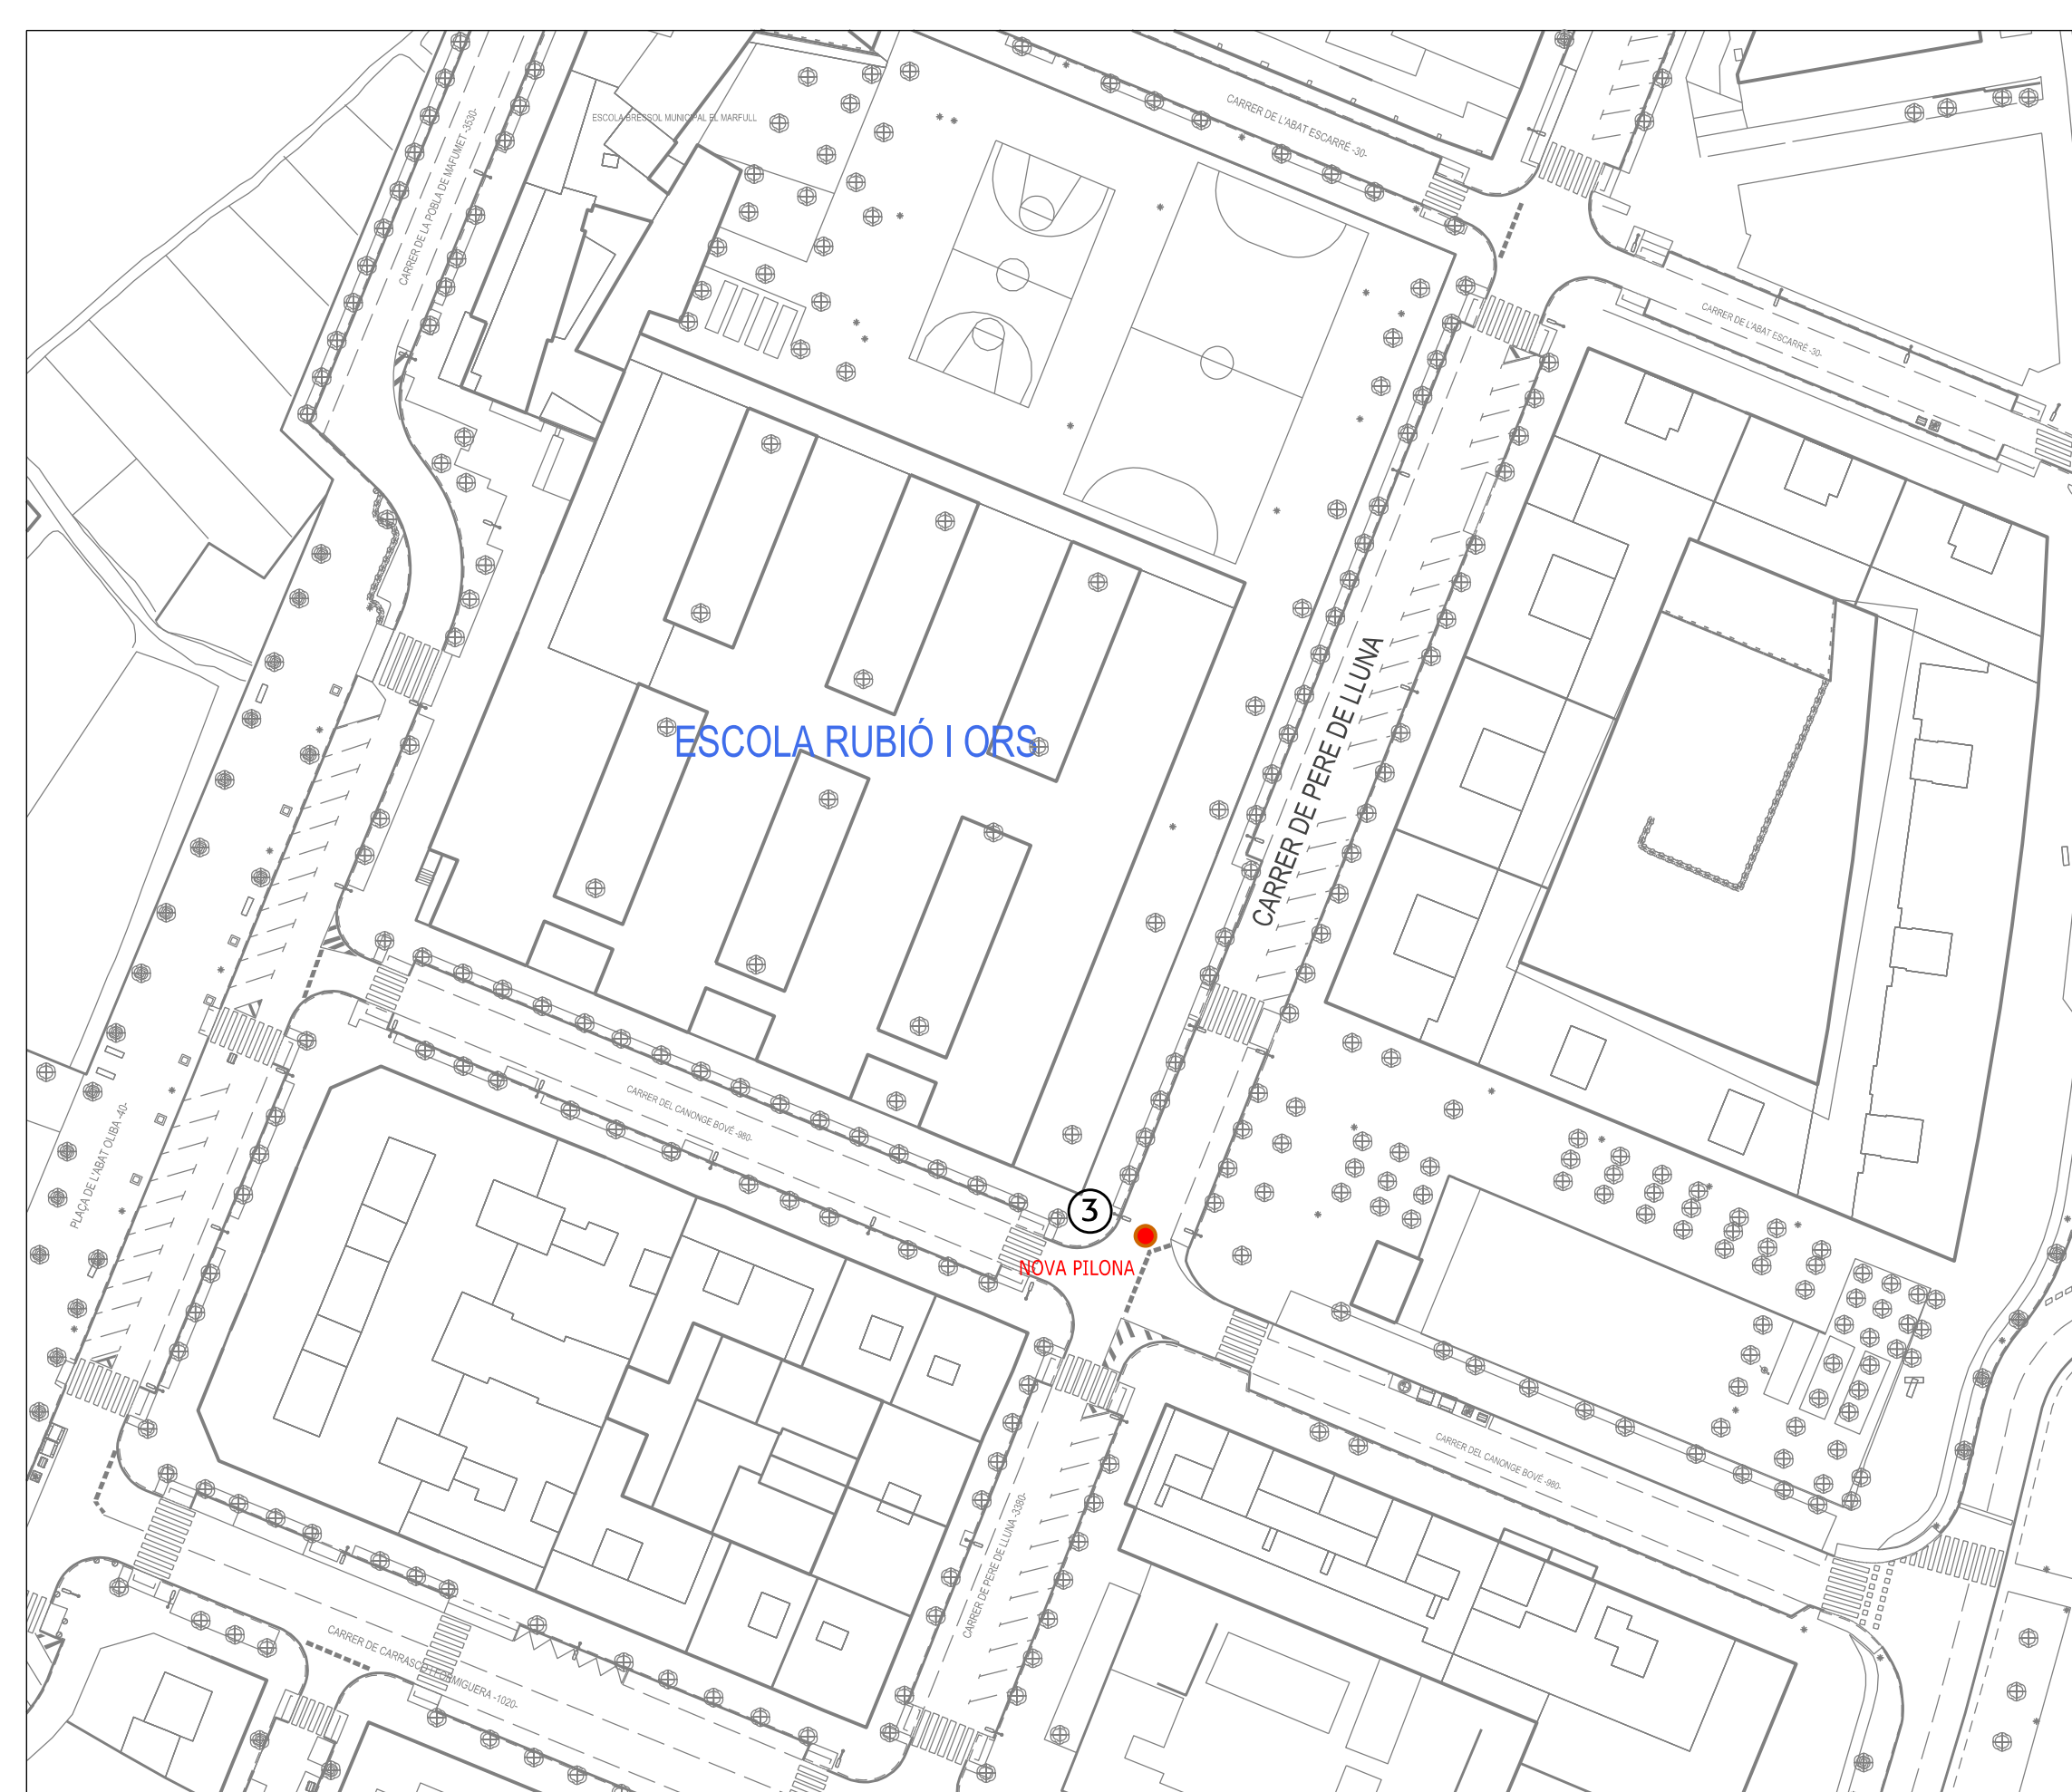 ESCOLA BRESSOL MUNICIPAL EL MARFULL
CARRER DE L'ABAT ESCARRÉ -30-
CARRER DE LA POBLA DE MAFUMET -3530-
CARRER DE L'ABAT ESCARRÉ -30-
ESCOLA RUBIÓ I ORS
CARRER DE PERE DE LLUNA
CARRER DEL CANONGE BOVÉ -980-
PLAÇA DE L'ABAT OLIBA -40-
3
NOVA PILONA
CARRER DEL CANONGE BOVÉ -980-
CARRER DE PERE DE LLUNA -3380-
CARRER DE CARRASCO I FORMIGUERA -1020-